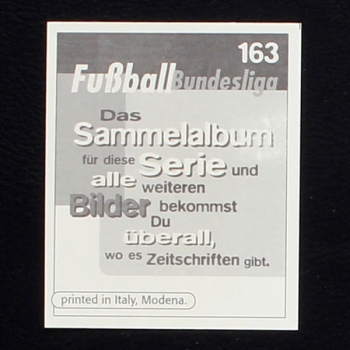 163
Fußball Bundesliga
Das
Sammelalbum
für diese Serie und
alle weiteren
Bilder bekommst
Du
überall,
wo es Zeitschriften gibt.
printed in Italy, Modena.